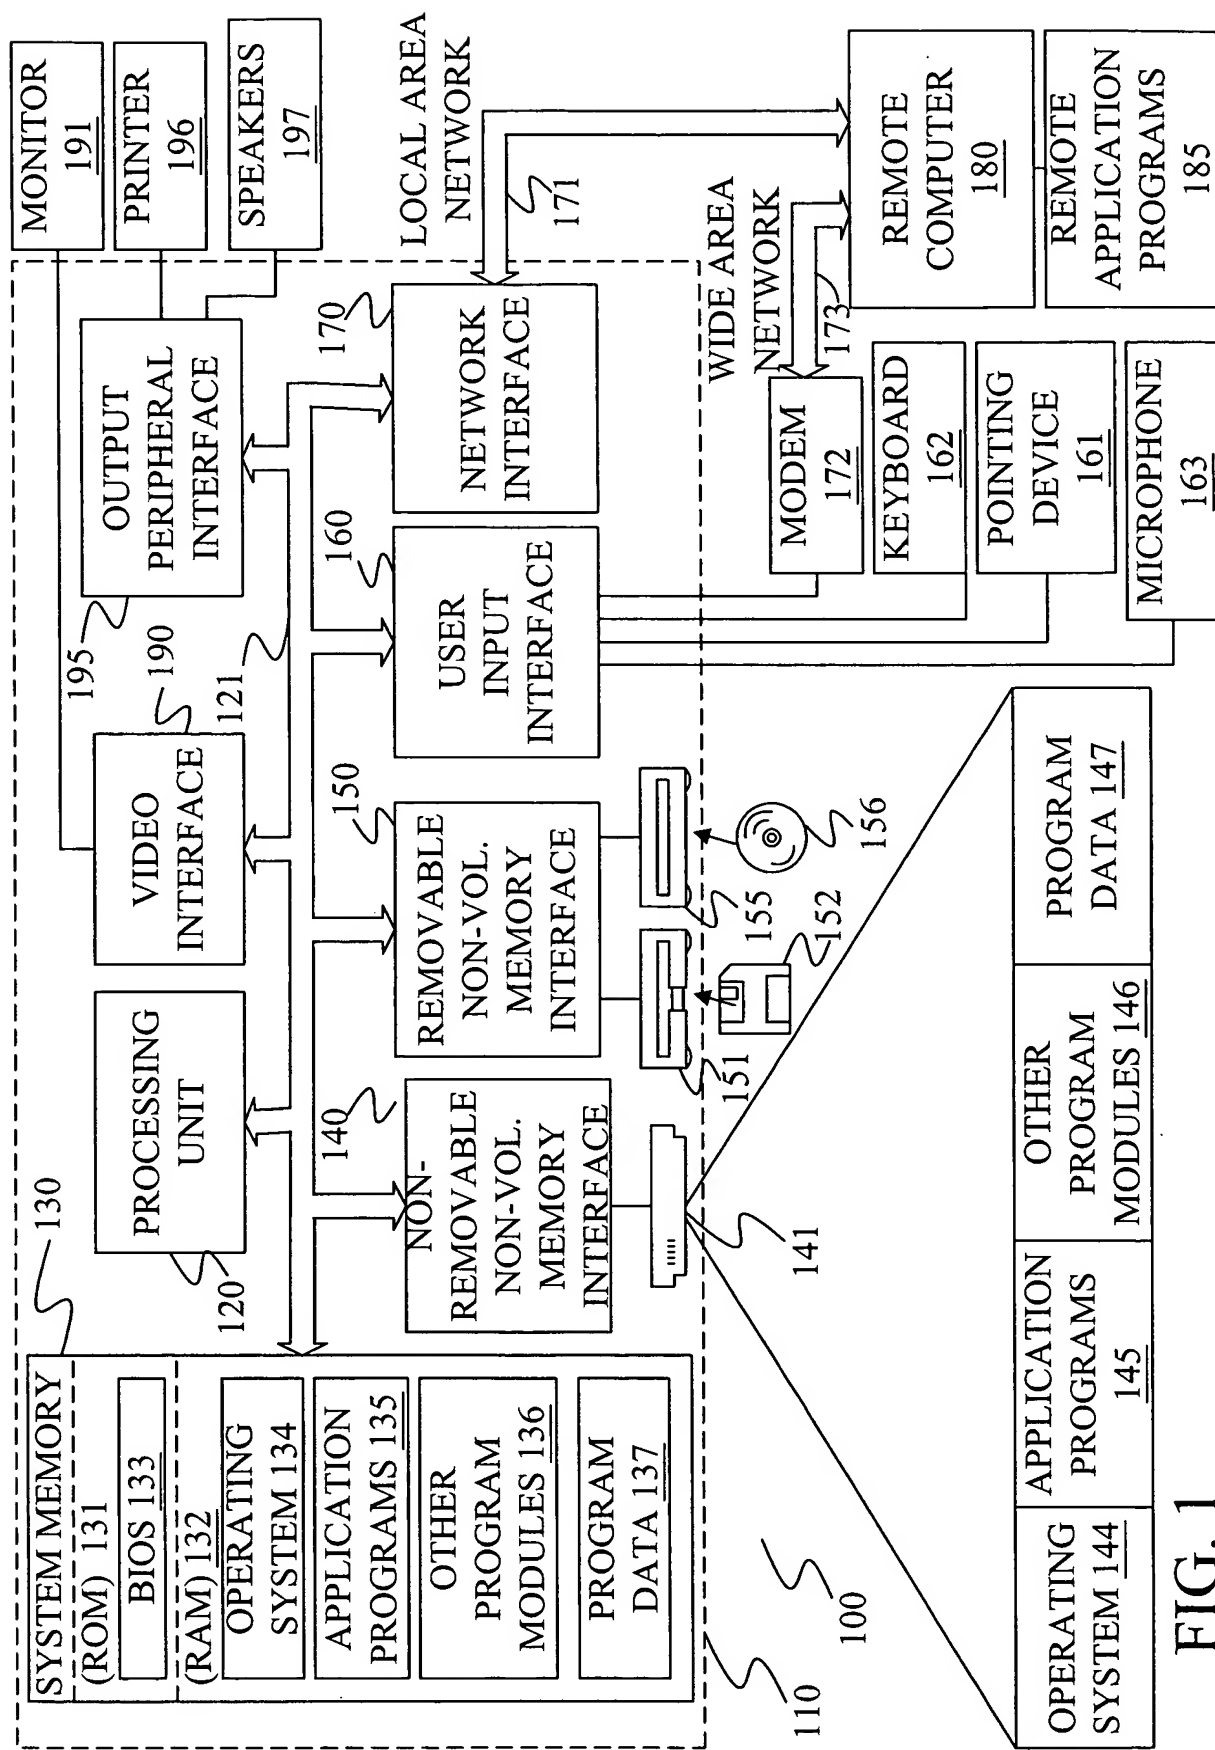 SYSTEM MEMORY
130
(ROM) 131
BIOS 133
(RAM) 132
OPERATING
SYSTEM 134
APPLICATION
PROGRAMS 135
OTHER
PROGRAM
MODULES 136
PROGRAM
DATA 137
PROCESSING
UNIT
120
VIDEO
INTERFACE
190
121
OUTPUT
PERIPHERAL
INTERFACE
195
MONITOR
191
PRINTER
196
SPEAKERS
197
NON-
REMOVABLE
NON-VOL.
MEMORY
INTERFACE
140
REMOVABLE
NON-VOL.
MEMORY
INTERFACE
150
USER
INPUT
INTERFACE
160
NETWORK
INTERFACE
170
LOCAL AREA
NETWORK
171
141
151
152
155
156
WIDE AREA
NETWORK
173
MODEM
172
KEYBOARD
162
POINTING
DEVICE
161
MICROPHONE
163
REMOTE
COMPUTER
180
REMOTE
APPLICATION
PROGRAMS
185
110
100
OPERATING
SYSTEM 144
APPLICATION
PROGRAMS
145
OTHER
PROGRAM
MODULES 146
PROGRAM
DATA 147
FIG. 1